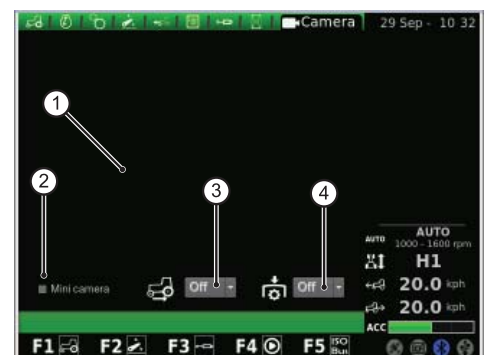 Camera 29 Sep - 10 32
1
2
3
4
Mini camera
Off
Off
AUTO AUTO
1000 - 1600 rpm
H1
20.0 kph
20.0 kph
ACC
F1 F2 F3 F4 F5 ISO Bus